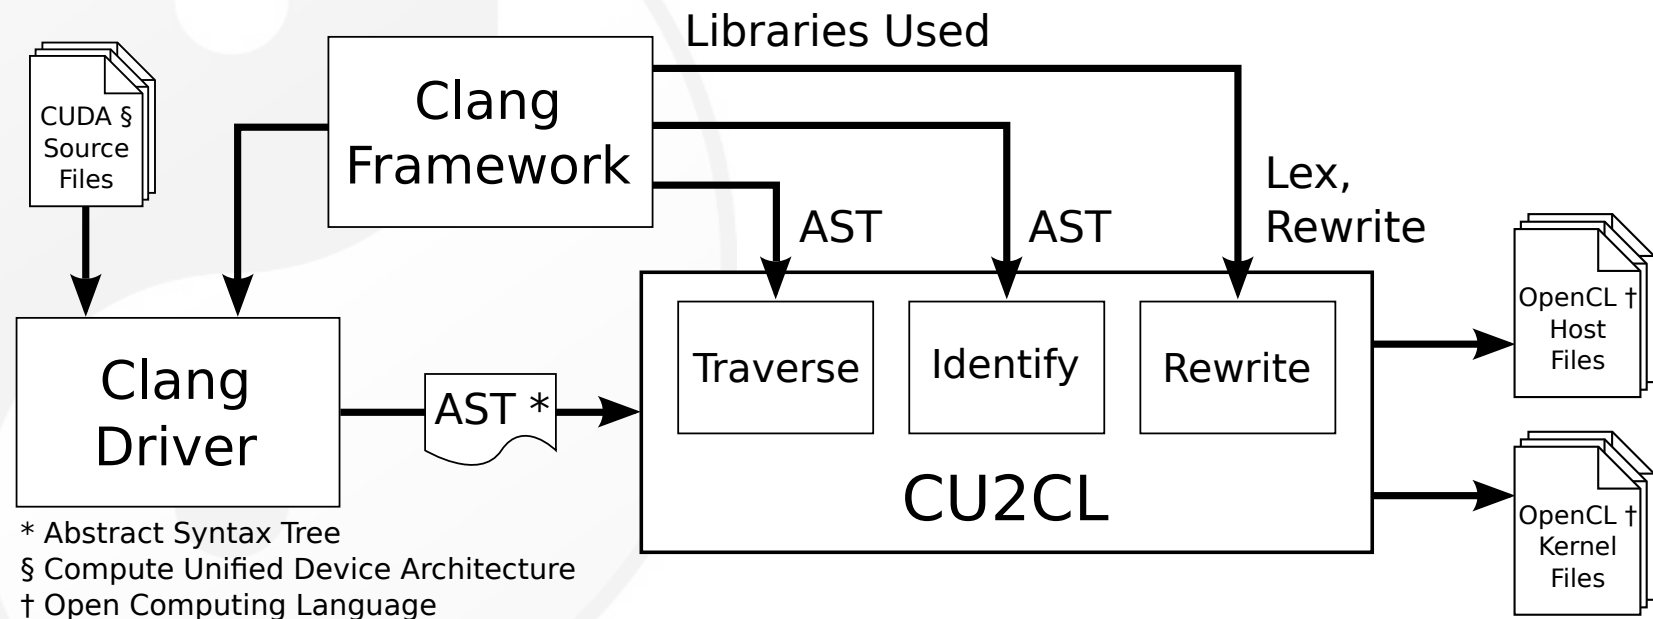 Libraries Used
CUDA §
Source
Files
Clang
Framework
Lex,
Rewrite
AST
AST
OpenCL †
Host
Files
Traverse
Identify
Rewrite
Clang
Driver
AST *
CU2CL
OpenCL †
Kernel
Files
* Abstract Syntax Tree
§ Compute Unified Device Architecture
† Open Computing Language